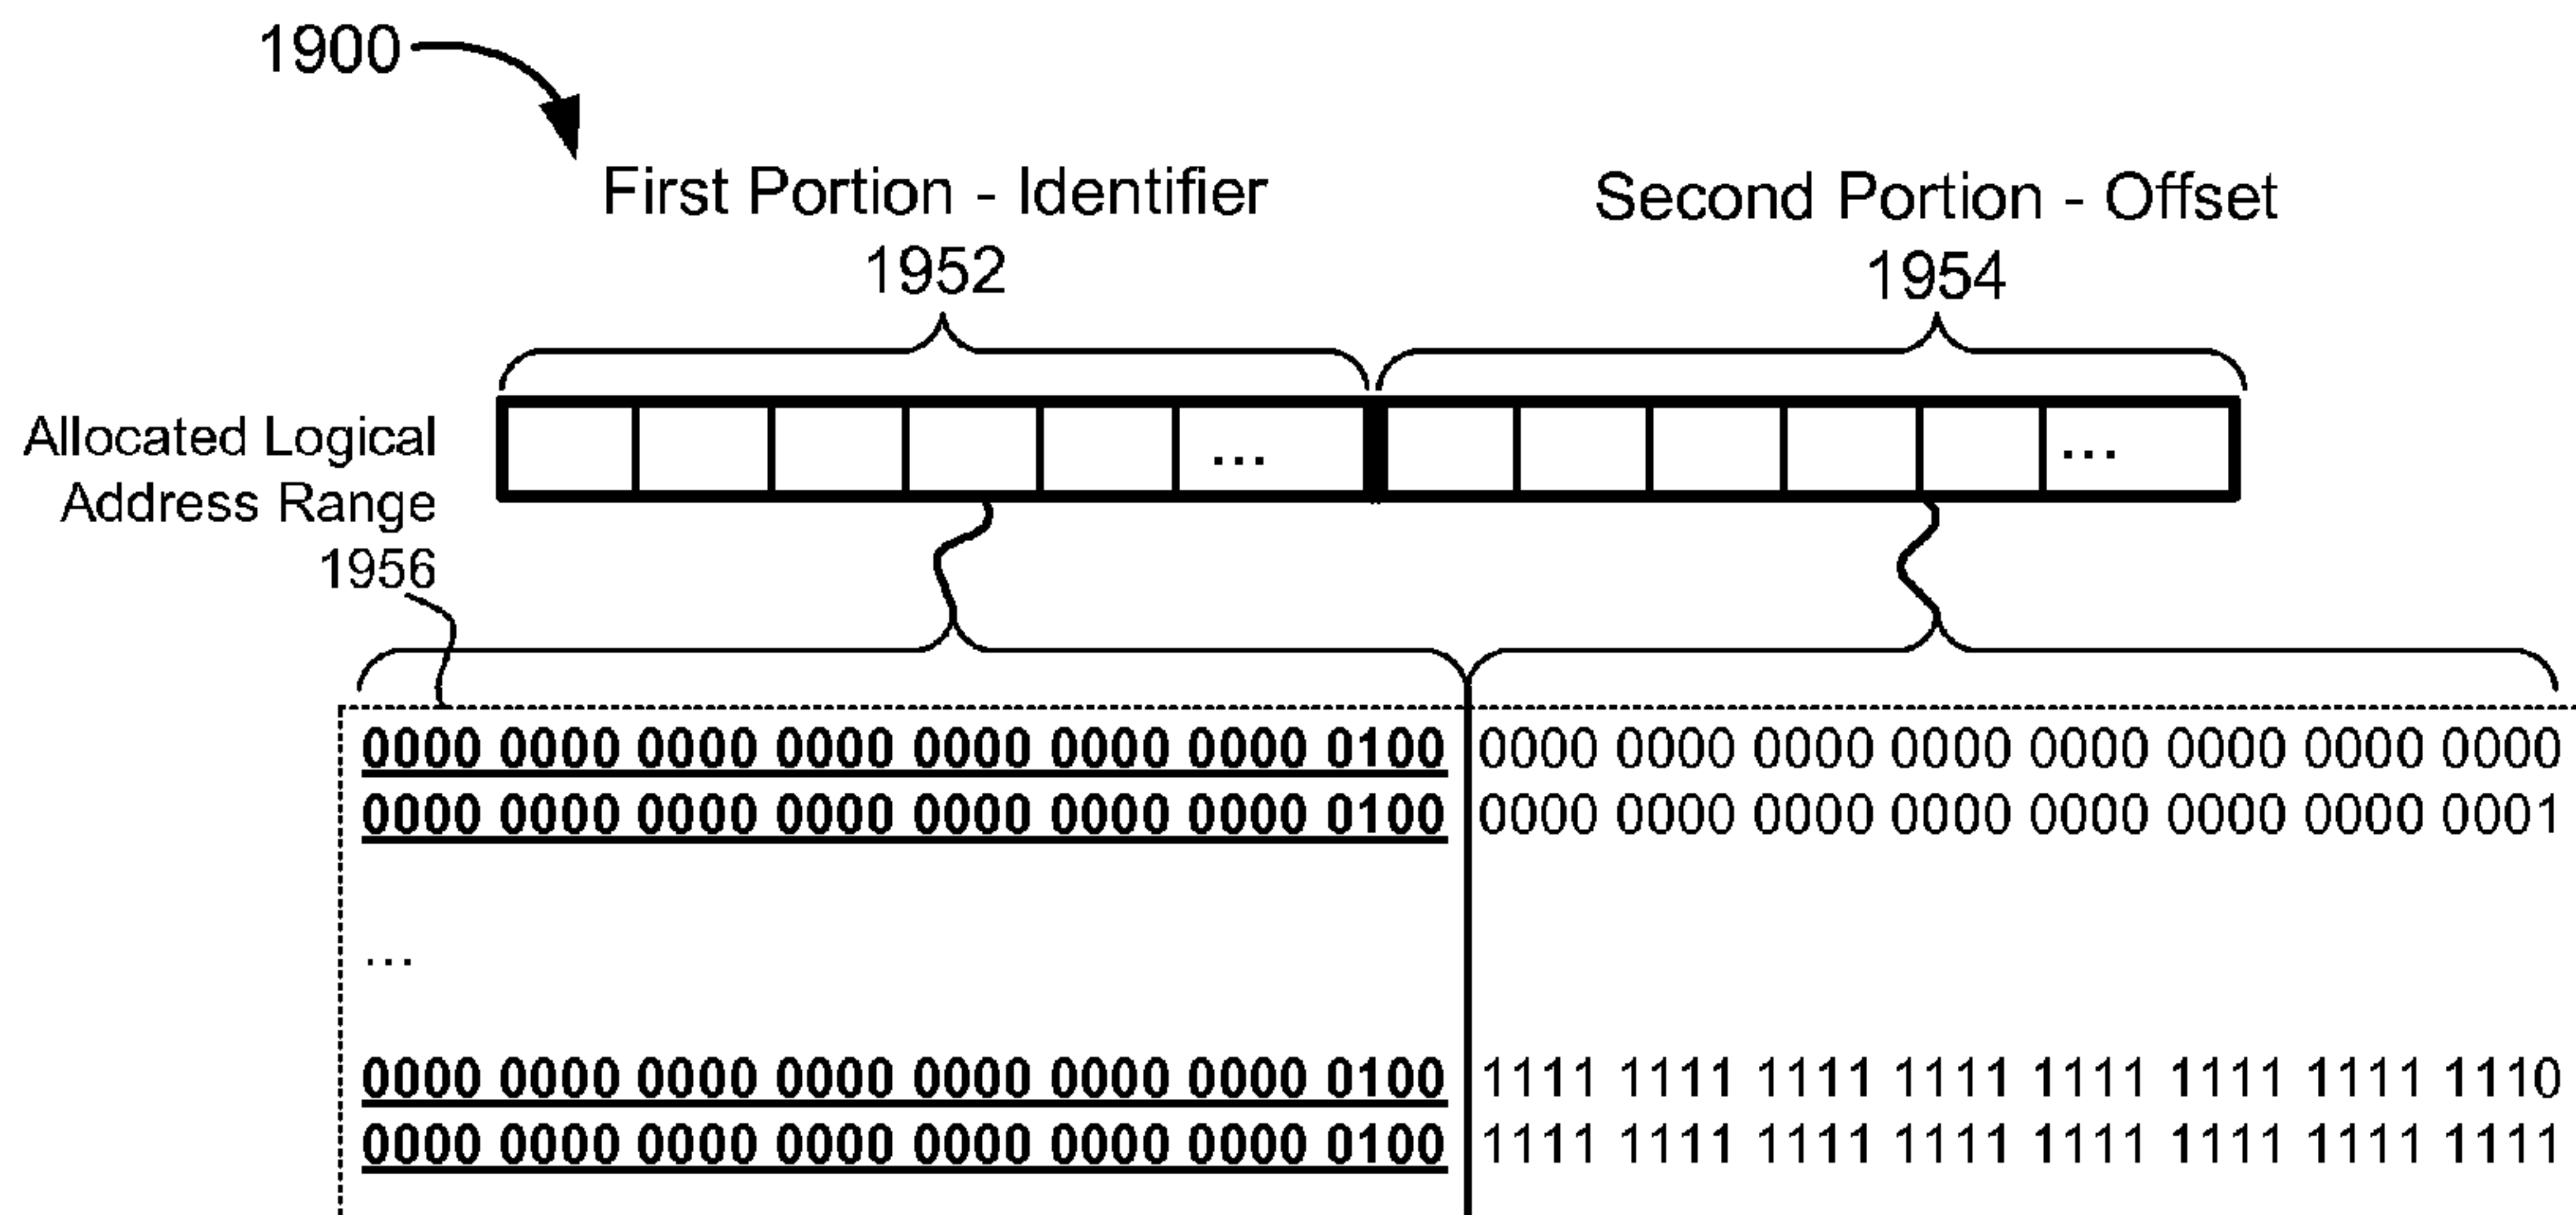 1900
First Portion - Identifier
1952
Second Portion - Offset
1954
Allocated Logical
Address Range
1956
...
...
0000 0000 0000 0000 0000 0000 0000 0100 0000 0000 0000 0000 0000 0000 0000 0000
0000 0000 0000 0000 0000 0000 0000 0100 0000 0000 0000 0000 0000 0000 0000 0001
...
0000 0000 0000 0000 0000 0000 0000 0100 1111 1111 1111 1111 1111 1111 1111 1110
0000 0000 0000 0000 0000 0000 0000 0100 1111 1111 1111 1111 1111 1111 1111 1111